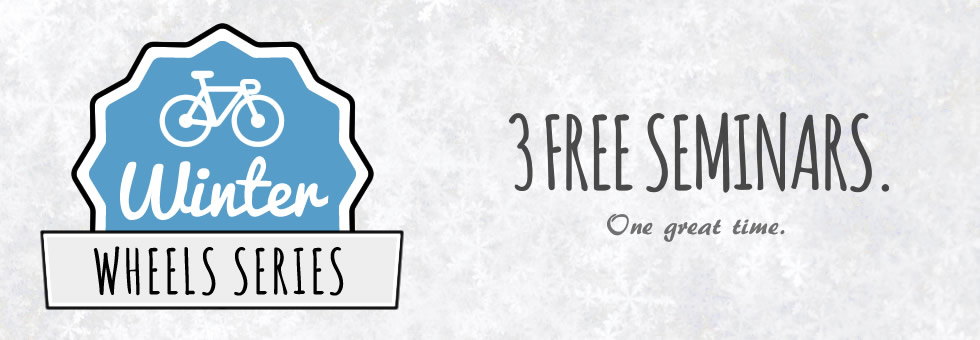 Winter
WHEELS SERIES
3 FREE SEMINARS.
One great time.